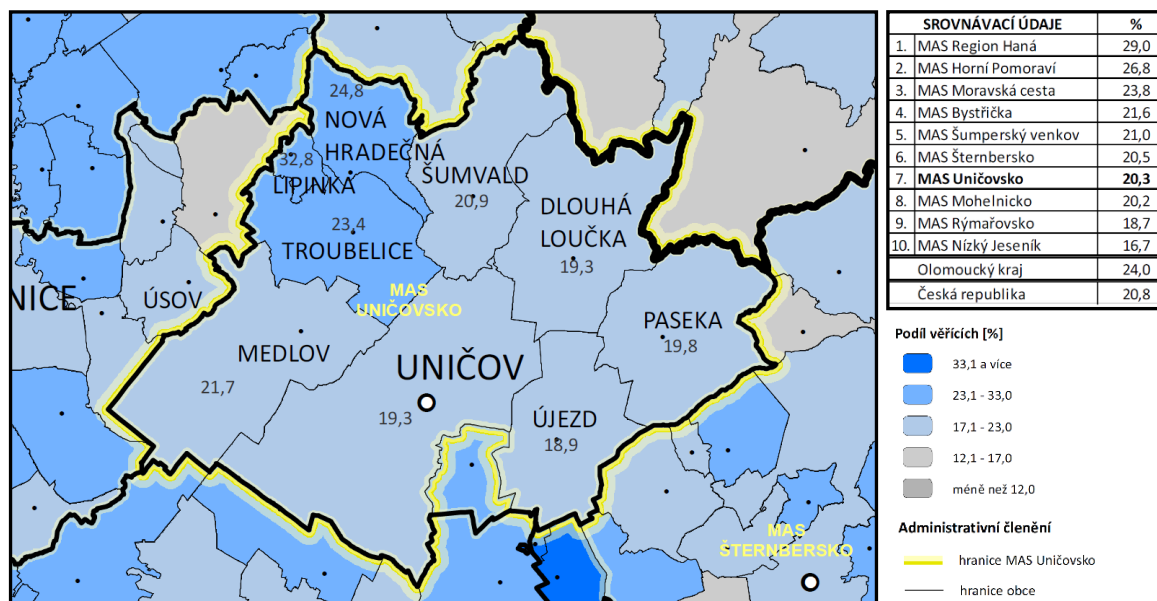 24,8
NOVÁ
HRADEČNÁ
32,8
LIPINKA
ŠUMVALD
20,9
23,4
TROUBELICE
DLOUHÁ
LOUČKA
19,3
NICE
ÚSOV
MAS
UNIČOVSKO
PASEKA
19,8
MEDLOV
21,7
UNIČOV
19,3
ÚJEZD
18,9
MAS
ŠTERNBERSKO
SROVNÁVACÍ ÚDAJE %
1. MAS Region Haná 29,0
2. MAS Horní Pomoraví 26,8
3. MAS Moravská cesta 23,8
4. MAS Bystřička 21,6
5. MAS Šumperský venkov 21,0
6. MAS Šternbersko 20,5
7. MAS Uničovsko 20,3
8. MAS Mohelnicko 20,2
9. MAS Rýmařovsko 18,7
10. MAS Nízký Jeseník 16,7
Olomoucký kraj 24,0
Česká republika 20,8
Podíl věřících [%]
33,1 a více
23,1 - 33,0
17,1 - 23,0
12,1 - 17,0
méně než 12,0
Administrativní členění
hranice MAS Uničovsko
hranice obce